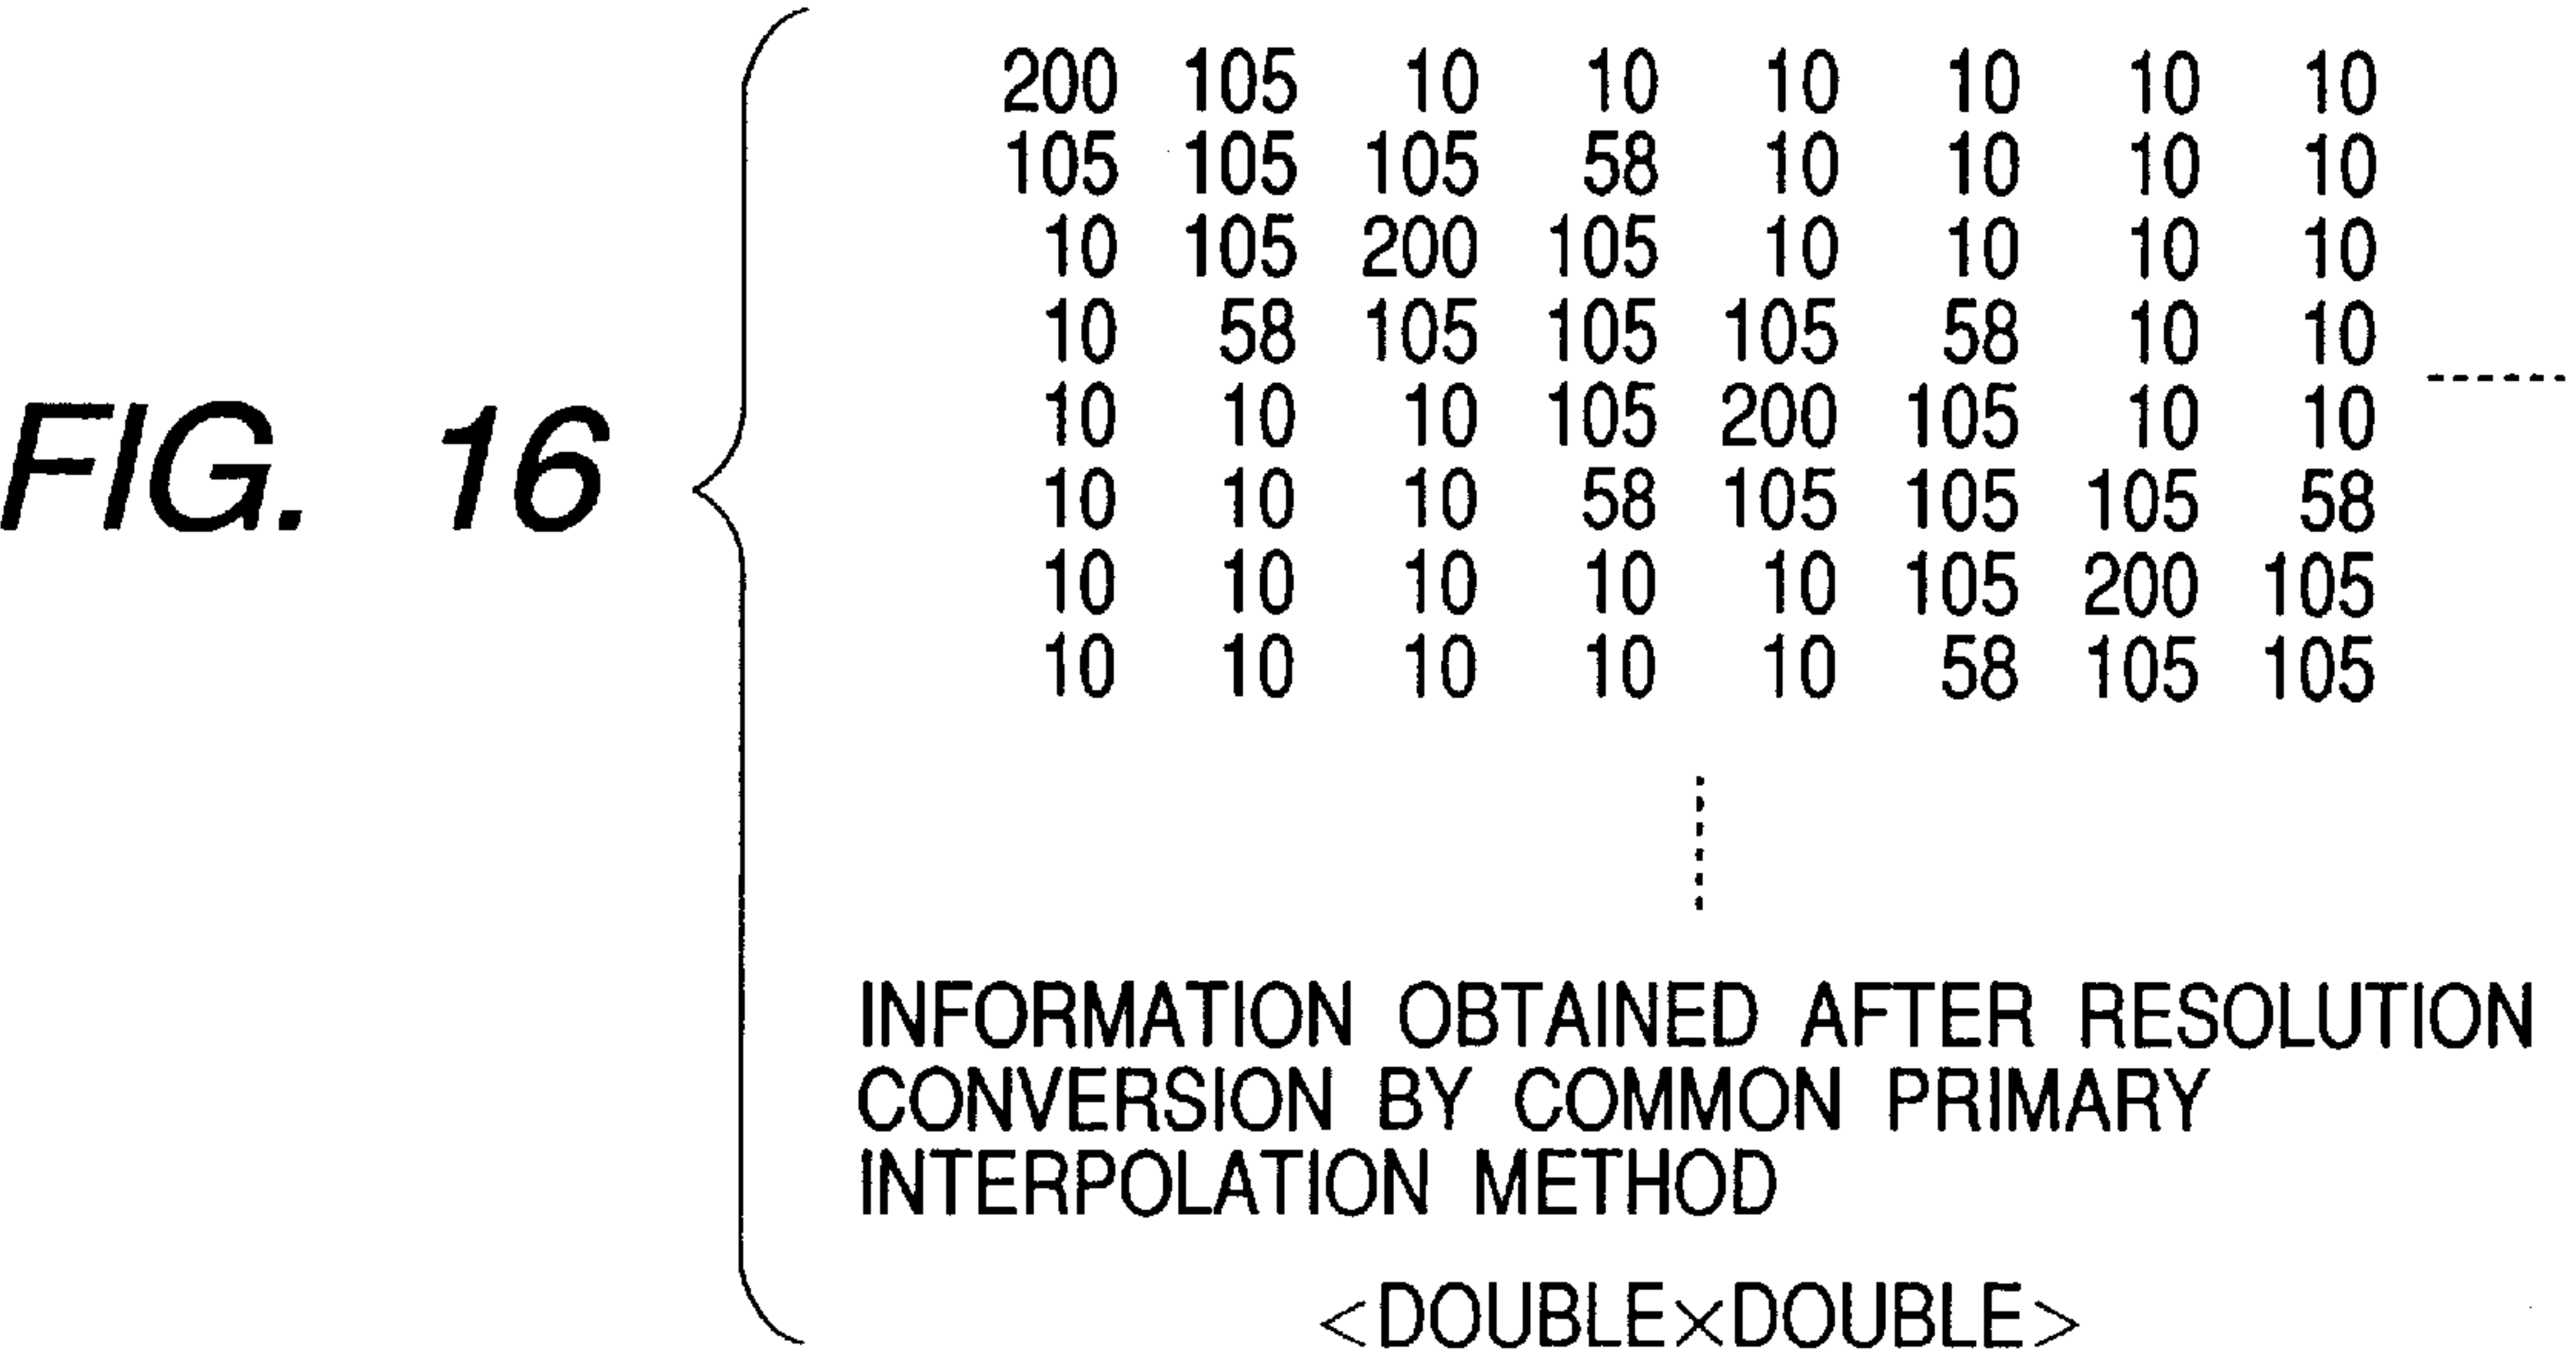 FIG. 16
200 105 10 10 10 10 10 10
105 105 105 58 10 10 10 10
10 105 200 105 10 10 10 10
10 58 105 105 105 58 10 10
10 10 10 105 200 105 10 10
10 10 10 58 105 105 105 58
10 10 10 10 10 105 200 105
10 10 10 10 10 58 105 105
INFORMATION OBTAINED AFTER RESOLUTION
CONVERSION BY COMMON PRIMARY
INTERPOLATION METHOD
<DOUBLE×DOUBLE>